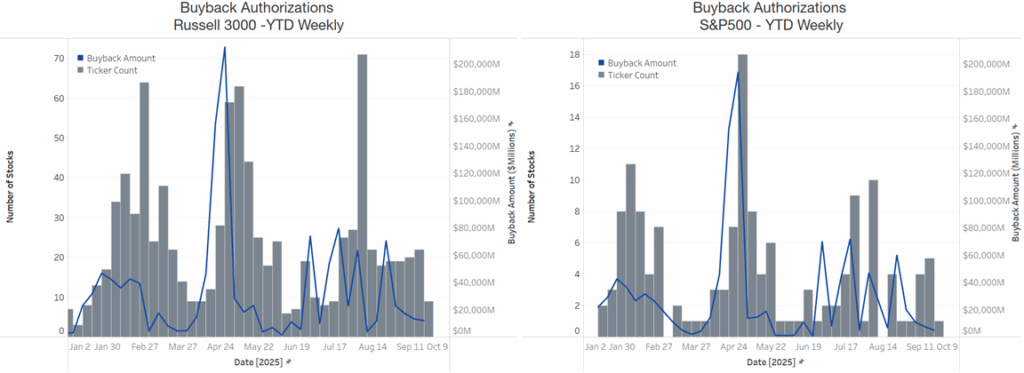 Buyback Authorizations
Russell 3000 -YTD Weekly
Buyback Amount
Ticker Count
70
60
50
40
30
20
10
0
Number of Stocks
$200,000M
$180,000M
$160,000M
$140,000M
$120,000M
$100,000M
$80,000M
$60,000M
$40,000M
$20,000M
$0M
Buyback Amount ($Millions)
Jan 2 Jan 30 Feb 27 Mar 27 Apr 24 May 22 Jun 19 Jul 17 Aug 14 Sep 11 Oct 9
Date [2025]
Buyback Authorizations
S&P500 - YTD Weekly
Buyback Amount
Ticker Count
18
16
14
12
10
8
6
4
2
0
Number of Stocks
$200,000M
$180,000M
$160,000M
$140,000M
$120,000M
$100,000M
$80,000M
$60,000M
$40,000M
$20,000M
$0M
Buyback Amount (Millions)
Jan 2 Jan 30 Feb 27 Mar 27 Apr 24 May 22 Jun 19 Jul 17 Aug 14 Sep 11 Oct 9
Date [2025]